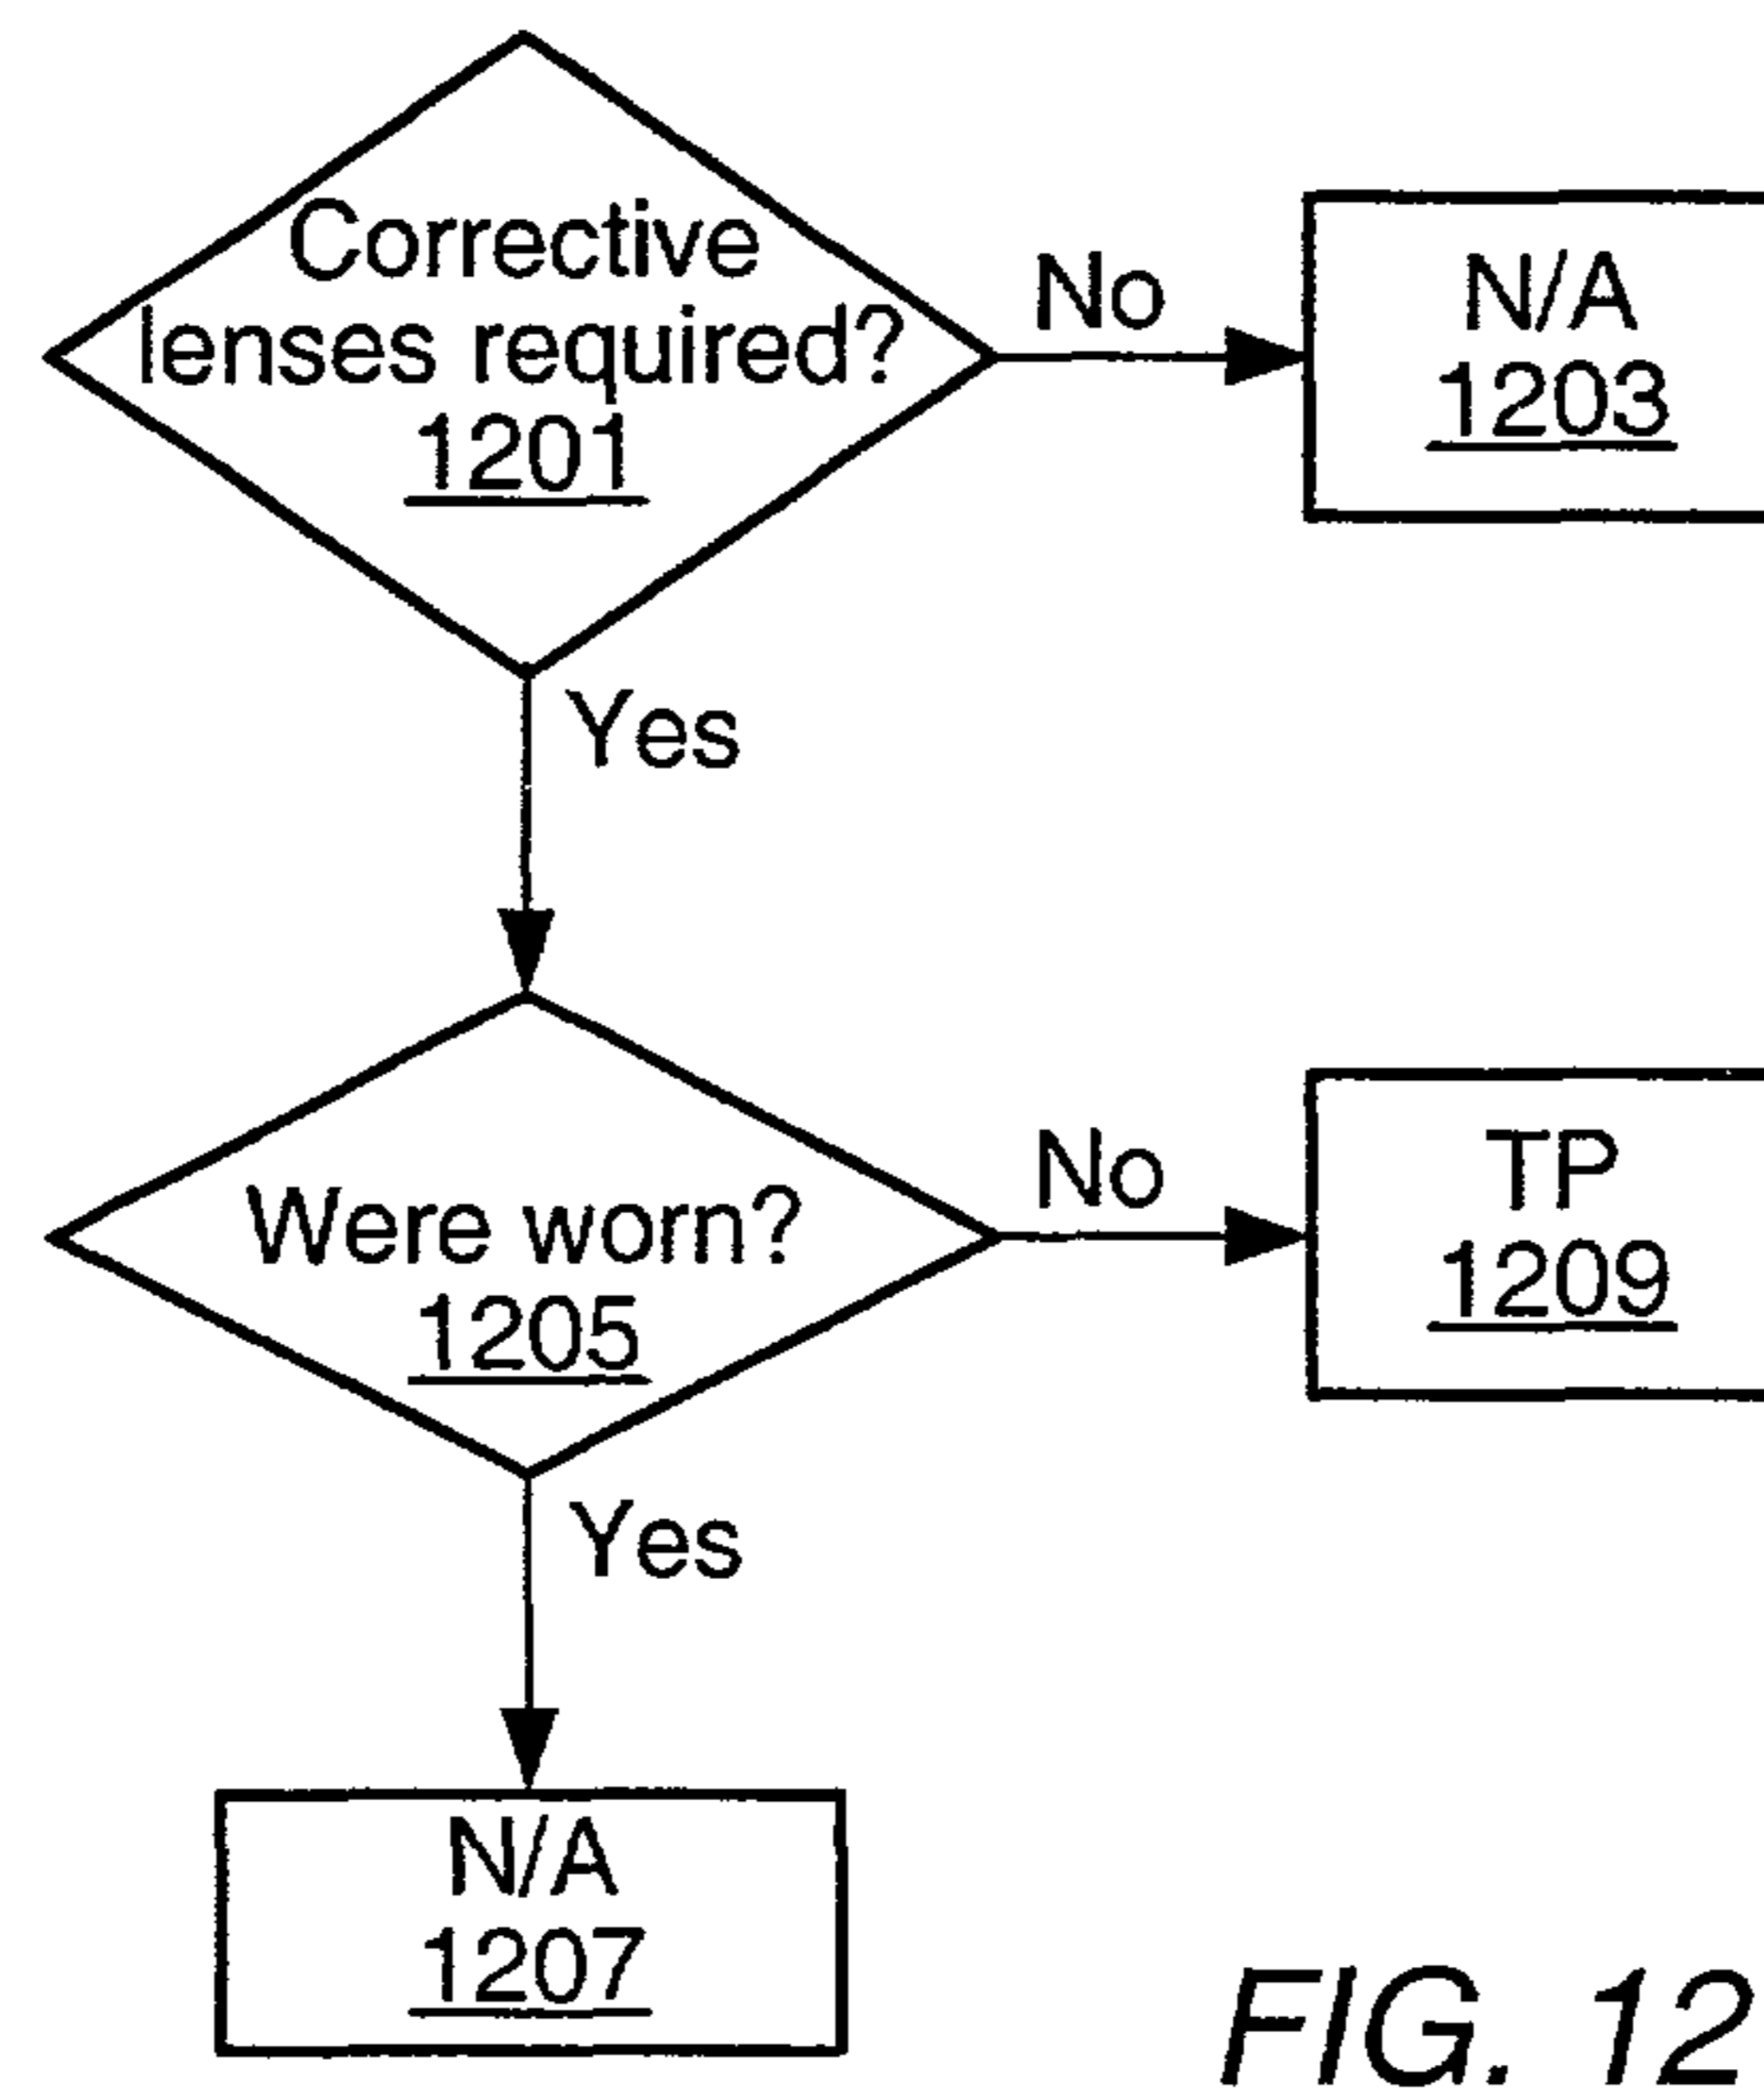 Corrective
lenses required?
1201
No
N/A
1203
Yes
Were worn?
1205
No
TP
1209
Yes
N/A
1207
FIG. 12